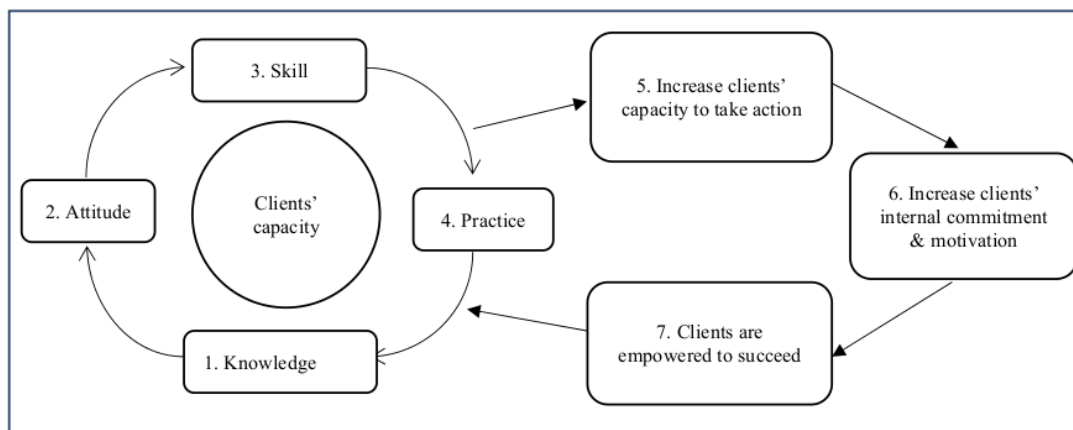 3. Skill
5. Increase clients'
capacity to take action
Clients'
capacity
2. Attitude
4. Practice
6. Increase clients'
internal commitment
& motivation
7. Clients are
empowered to succeed
1. Knowledge